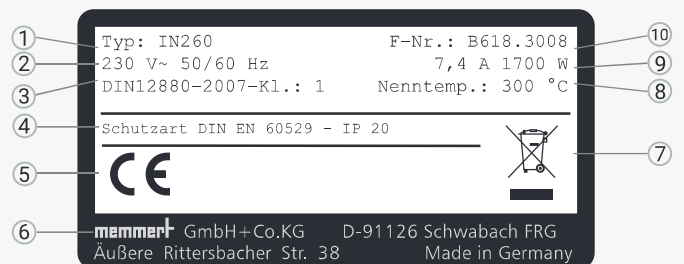 1 Typ: IN260 F-Nr.: B618.3008 10
2 230 V~ 50/60 Hz 7,4 A 1700 W 9
3 DIN12880-2007-Kl.: 1 Nenntemp.: 300 °C 8
4 Schutzart DIN EN 60529 - IP 20
5 CE 7
6 memmert GmbH+Co.KG D-91126 Schwabach FRG
Äußere Rittersbacher Str. 38 Made in Germany